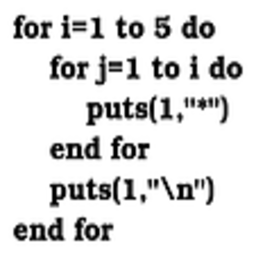 for i=1 to 5 do
for j=1 to i do
puts(1,"*")
end for
puts(1,"\n")
end for